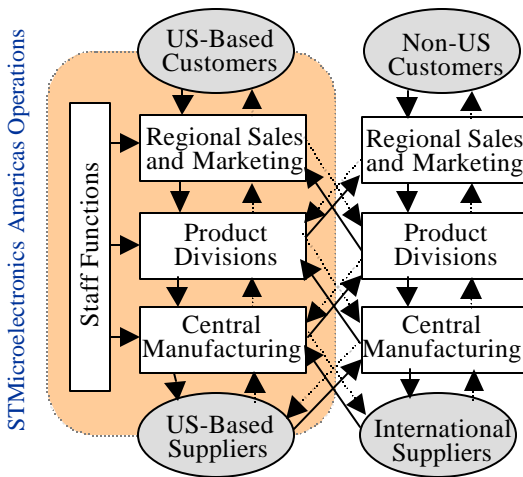 STMicroelectronics Americas Operations
US-Based
Customers
Non-US
Customers
Staff Functions
Regional Sales
and Marketing
Regional Sales
and Marketing
Product
Divisions
Product
Divisions
Central
Manufacturing
Central
Manufacturing
US-Based
Suppliers
International
Suppliers